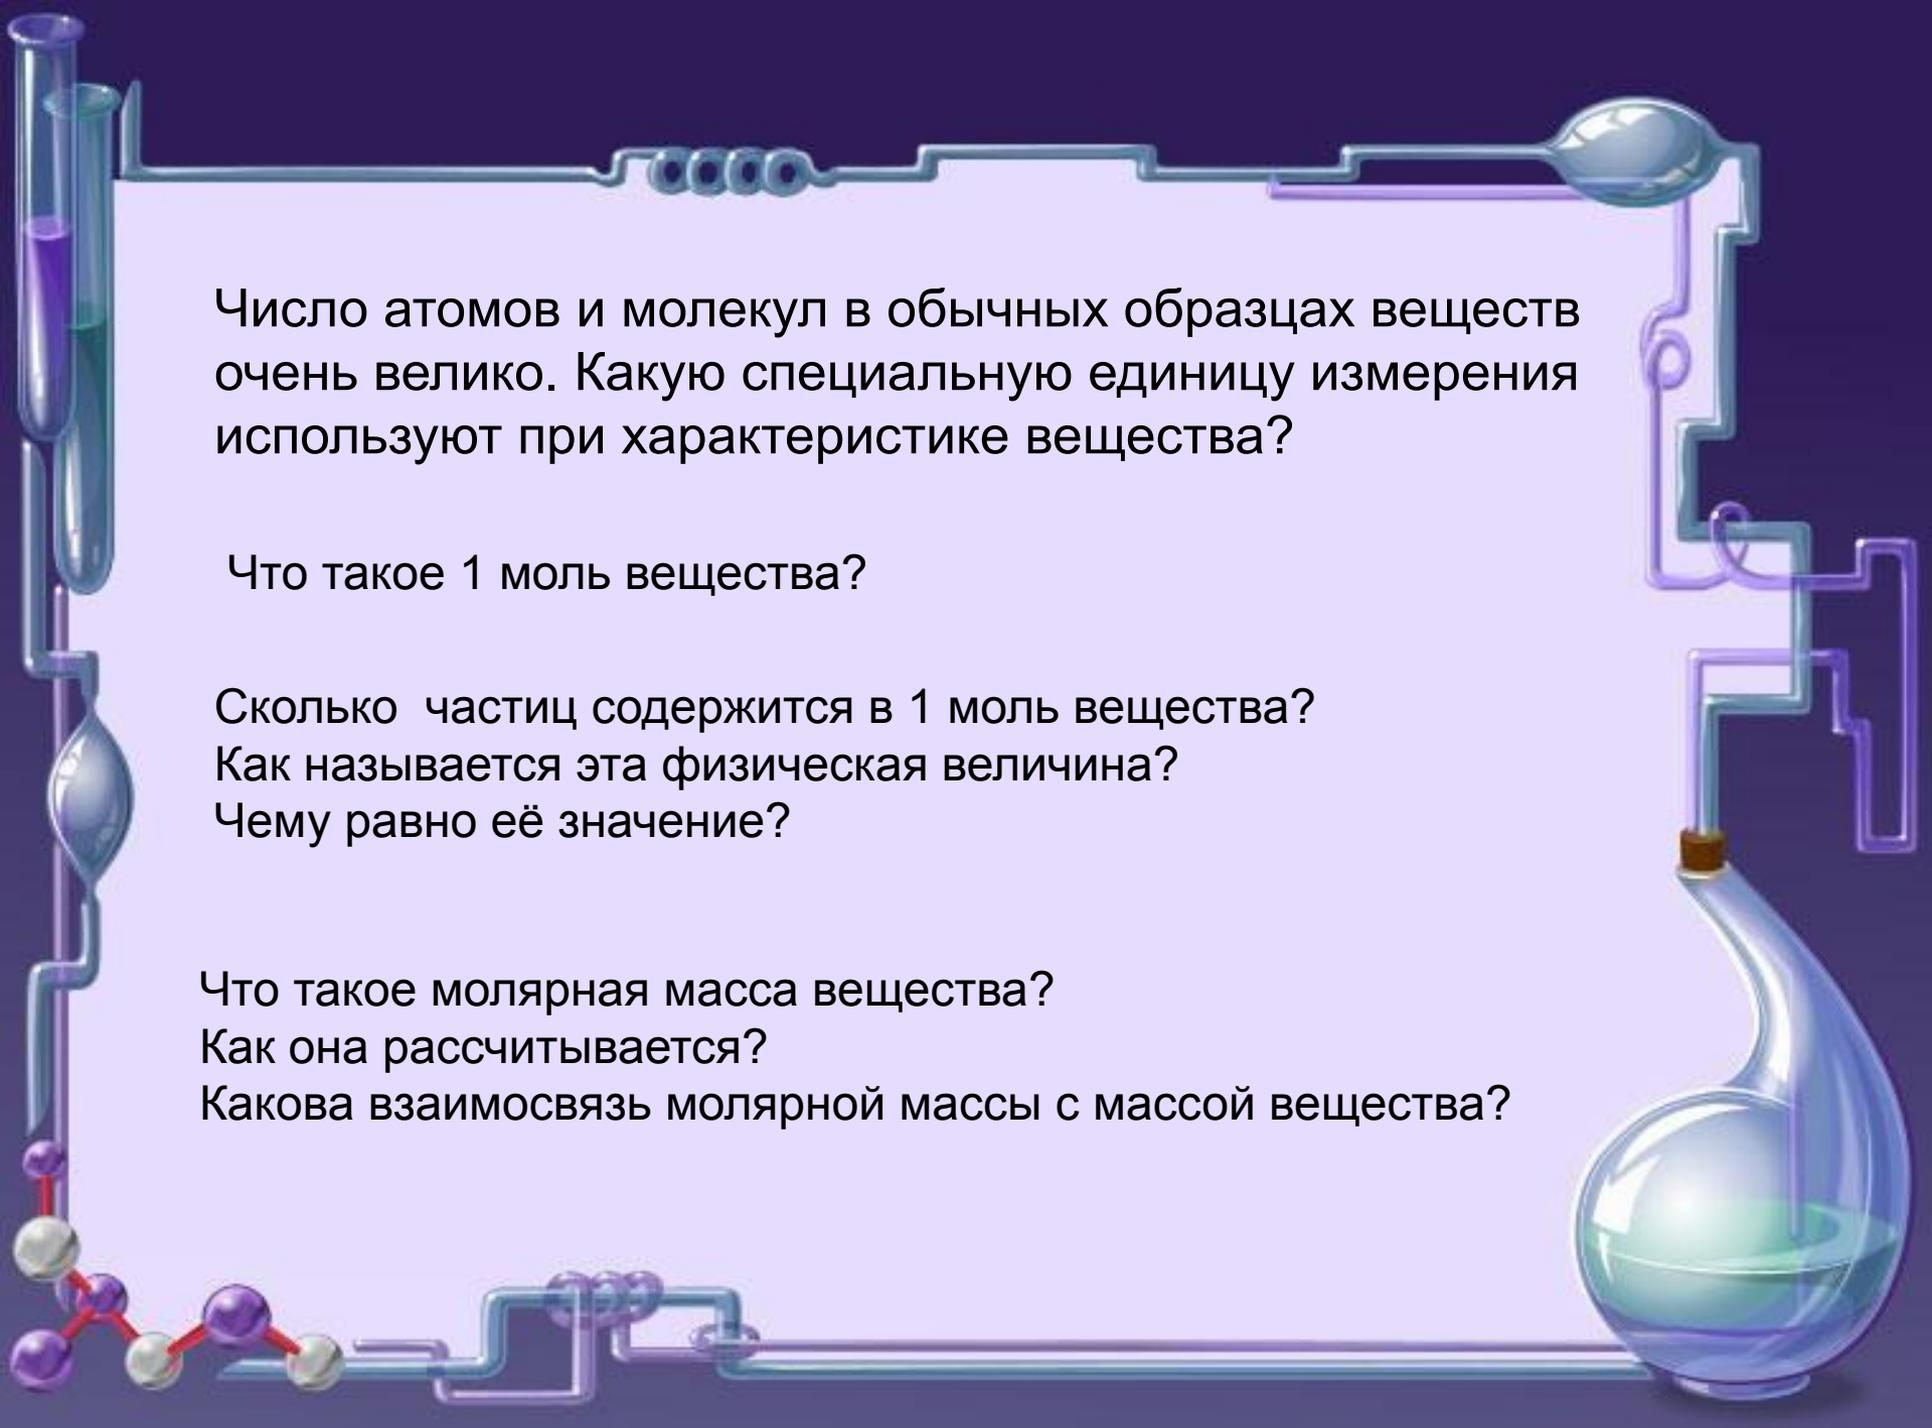 Число атомов и молекул в обычных образцах веществ
очень велико. Какую специальную единицу измерения
используют при характеристике вещества?
Что такое 1 моль вещества?
Сколько частиц содержится в 1 моль вещества?
Как называется эта физическая величина?
Чему равно её значение?
Что такое молярная масса вещества?
Как она рассчитывается?
Какова взаимосвязь молярной массы с массой вещества?